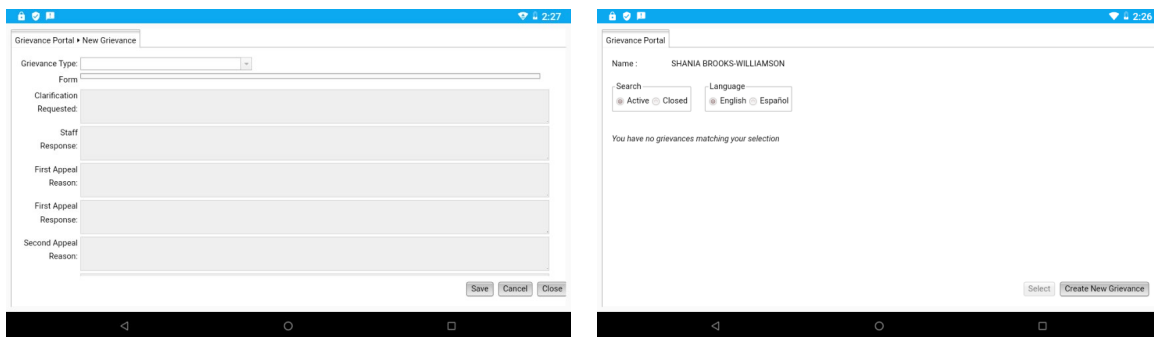 2:27
Grievance Portal ▸ New Grievance
Grievance Type:
Form
Clarification
Requested:
Staff
Response:
First Appeal
Reason:
First Appeal
Response:
Second Appeal
Reason:
Save Cancel Close
2:26
Grievance Portal
Name : SHANIA BROOKS-WILLIAMSON
Search Language
Active Closed English Español
You have no grievances matching your selection
Select Create New Grievance